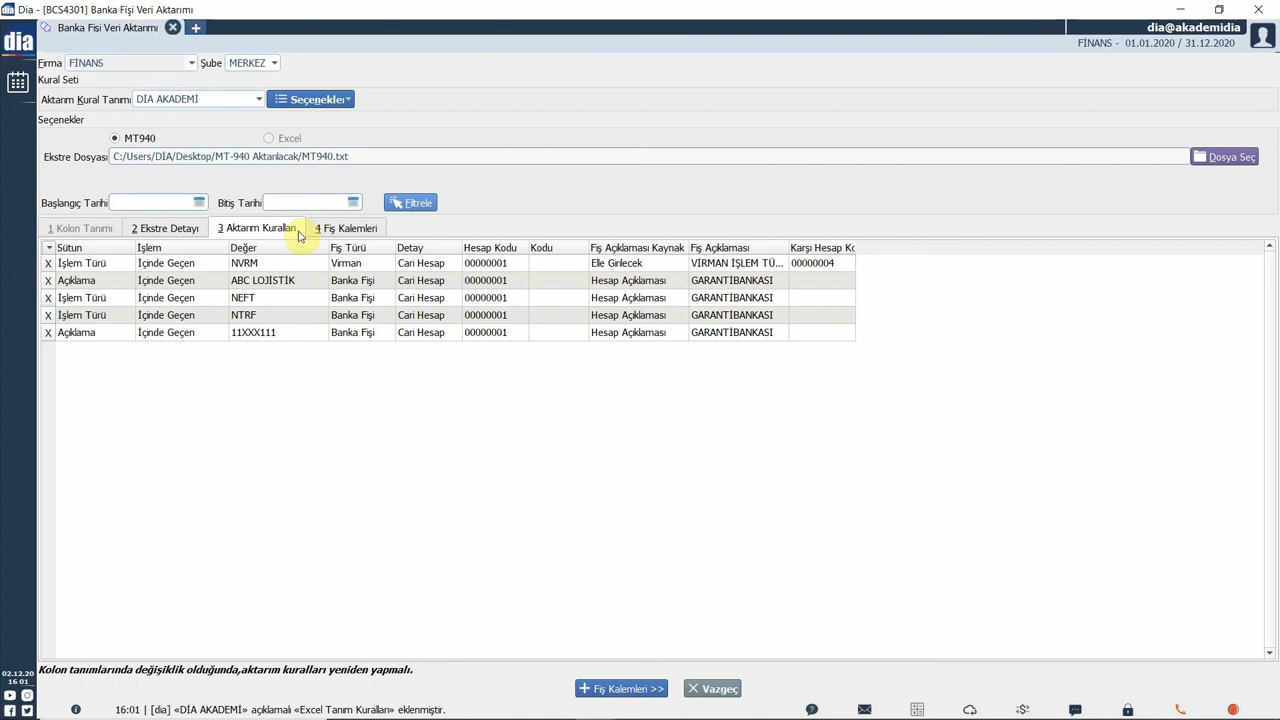 Dia - [BCS4301] Banka Fişi Veri Aktarımı
dia Banka Fişi Veri Aktarımı dia@akademidia
FİNANS - 01.01.2020 / 31.12.2020
Firma FİNANS Şube MERKEZ
Kural Seti
Aktarım Kural Tanımı DİA AKADEMİ Seçenekler
Seçenekler
MT940 Excel
Ekstre Dosyası C:/Users/DİA/Desktop/MT-940 Aktarılacak/MT940.txt Dosya Seç
Başlangıç Tarihi Bitiş Tarihi Filtrele
1 Kolon Tanımı 2 Ekstre Detayı 3 Aktarım Kuralları 4 Fiş Kalemleri
Sütun İşlem Değer Fiş Türü Detay Hesap Kodu Kodu Fiş Açıklaması Kaynak Fiş Açıklaması Karşı Hesap Kc
X İşlem Türü İçinde Geçen NVRM Virman Cari Hesap 00000001 Elle Girilecek VİRMAN İŞLEM TÜ... 00000004
X Açıklama İçinde Geçen ABC LOJİSTİK Banka Fişi Cari Hesap 00000001 Hesap Açıklaması GARANTİBANKASI
X İşlem Türü İçinde Geçen NEFT Banka Fişi Cari Hesap 00000001 Hesap Açıklaması GARANTİBANKASI
X İşlem Türü İçinde Geçen NTRF Banka Fişi Cari Hesap 00000001 Hesap Açıklaması GARANTİBANKASI
X Açıklama İçinde Geçen 11XXX111 Banka Fişi Cari Hesap 00000001 Hesap Açıklaması GARANTİBANKASI
Kolon tanımlarında değişiklik olduğunda,aktarım kuralları yeniden yapmalı.
02.12.20
16 01
Fiş Kalemleri >> Vazgeç
16:01 | [dia] «DİA AKADEMİ» açıklamalı «Excel Tanım Kuralları» eklenmiştir.